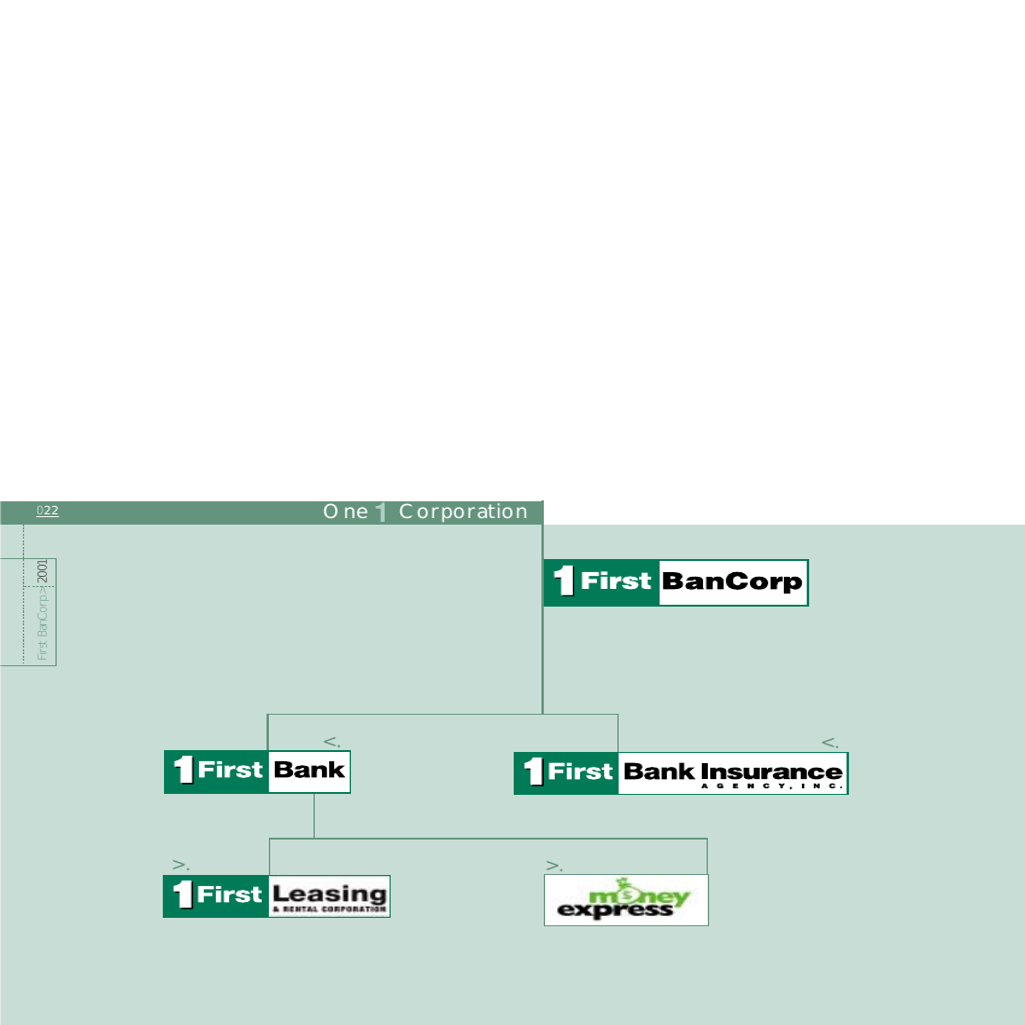 022
One 1 Corporation
First BanCorp > 2001
1 First BanCorp
<.
<.
1 First Bank
1 First Bank Insurance
AGENCY, INC.
>.
>.
1 First Leasing
& RENTAL CORPORATION
money
express